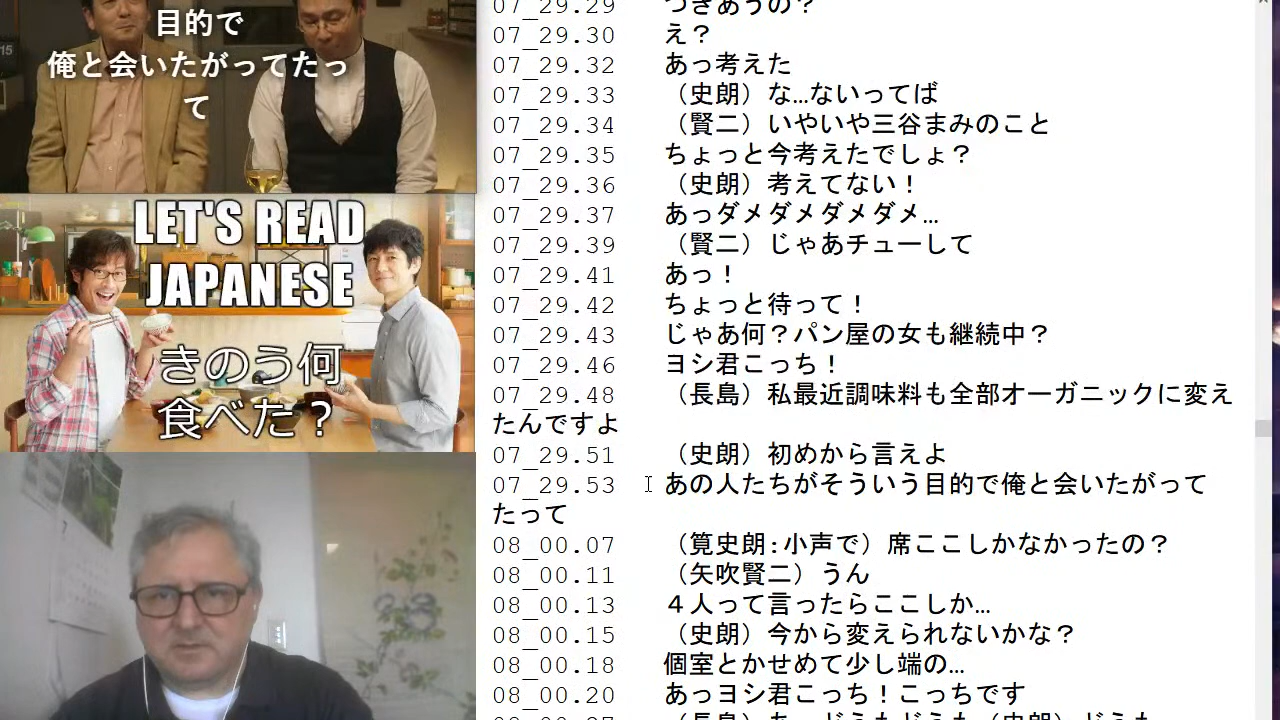 目的で
俺と会いたがってたっ
て
LET'S READ
JAPANESE
きのう何
食べた？
07_29.29 つきあうの？
07_29.30 え？
07_29.32 あっ考えた
07_29.33 （史朗）な…ないってば
07_29.34 （賢二）いやいや三谷まみのこと
07_29.35 ちょっと今考えたでしょ？
07_29.36 （史朗）考えてない！
07_29.37 あっダメダメダメダメ…
07_29.39 （賢二）じゃあチューして
07_29.41 あっ！
07_29.42 ちょっと待って！
07_29.43 じゃあ何？パン屋の女も継続中？
07_29.46 ヨシ君こっち！
07_29.48 （長島）私最近調味料も全部オーガニックに変え
たんですよ
07_29.51 （史朗）初めから言えよ
07_29.53 あの人たちがそういう目的で俺と会いたがって
たって
08_00.07 （筧史朗:小声で）席ここしかなかったの？
08_00.11 （矢吹賢二）うん
08_00.13 ４人って言ったらここしか…
08_00.15 （史朗）今から変えられないかな？
08_00.18 個室とかせめて少し端の…
08_00.20 あっヨシ君こっち！こっちです